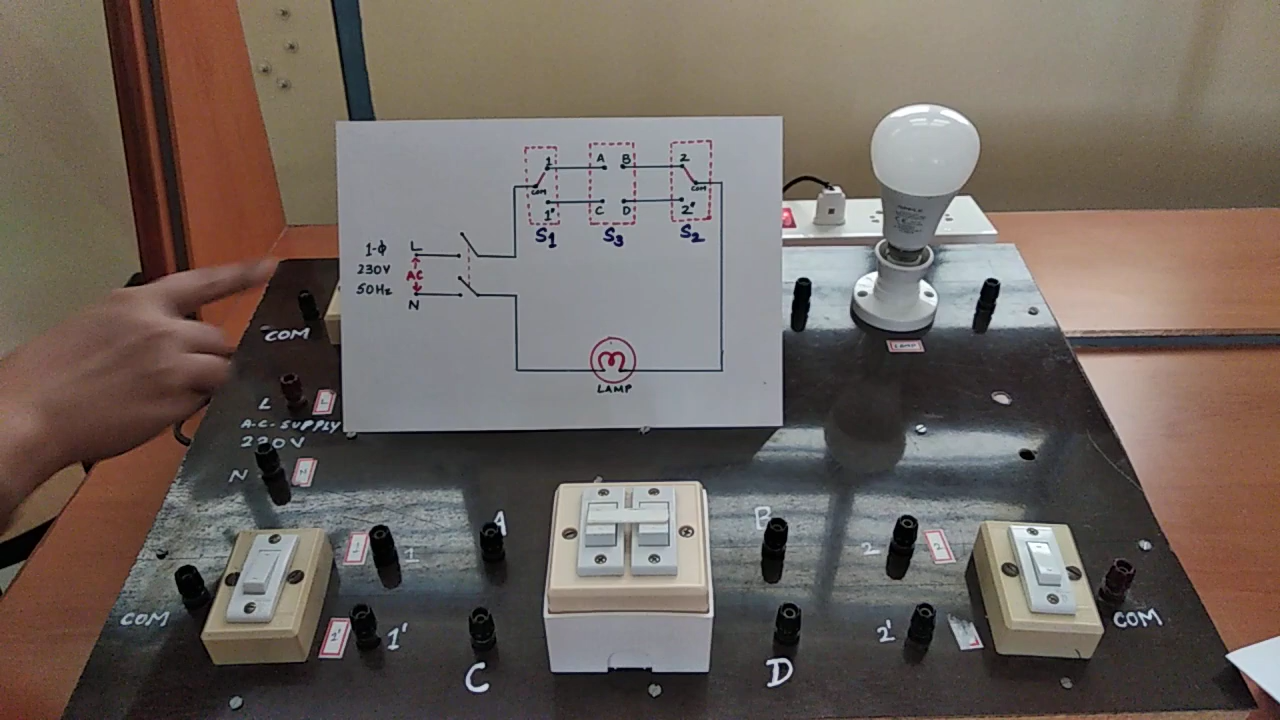 1 A B 2
COM COM
1' C D 2'
S1 S3 S2
1-ϕ L
230V AC
50Hz N
LAMP
COM
L
A.C. SUPPLY
230V
N
LAMP
A B
1 2
COM 1' 2' COM
C D